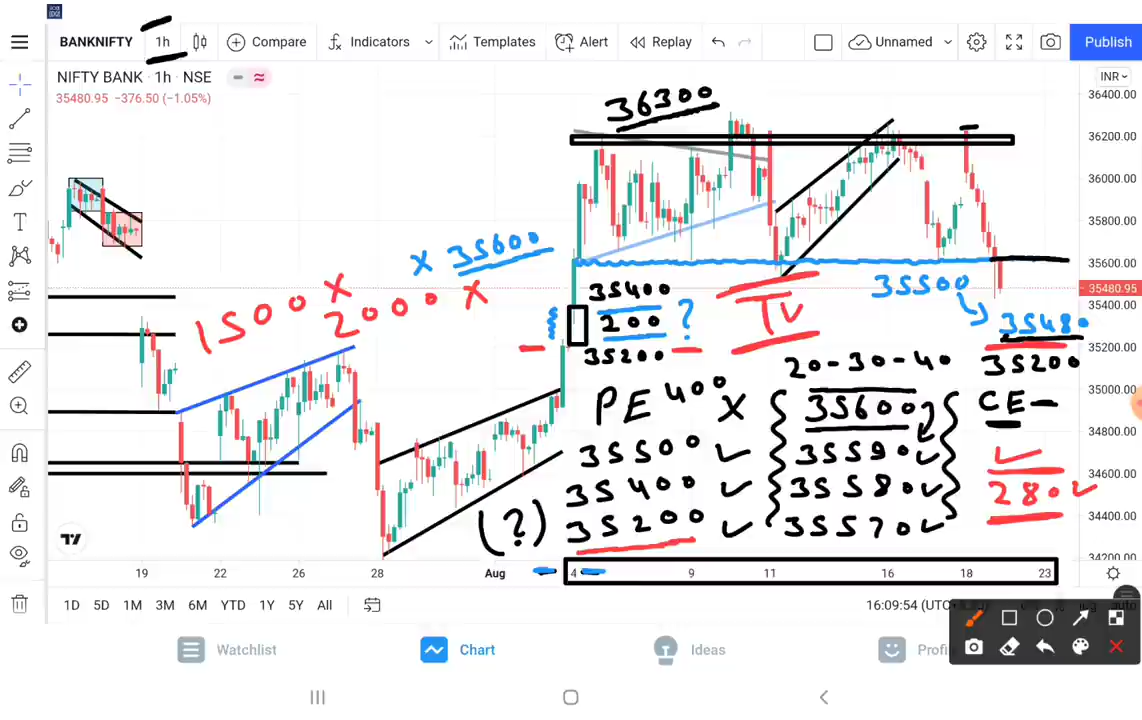 BANKNIFTY 1h Compare Indicators Templates Alert Replay Unnamed Publish
NIFTY BANK · 1h · NSE
35480.95 −376.50 (−1.05%)
INR
36400.00
36200.00
36000.00
35800.00
35600.00
35480.95
35400.00
35200.00
35000.00
34800.00
34600.00
34400.00
34200.00
36300
X 35600
1500 X
2000 X
35400
200 ?
35200
TV
35500
35480
35200
20-30-40
PE 400 X
35600
CE
35500 ✓
35590 ✓
35400 ✓
35580 ✓
280 ✓
(?)
35200 ✓
35570 ✓
19 22 26 28 Aug 4 9 11 16 18 23
1D 5D 1M 3M 6M YTD 1Y 5Y All
16:09:54 (UTC
auto
Watchlist Chart Ideas Profi